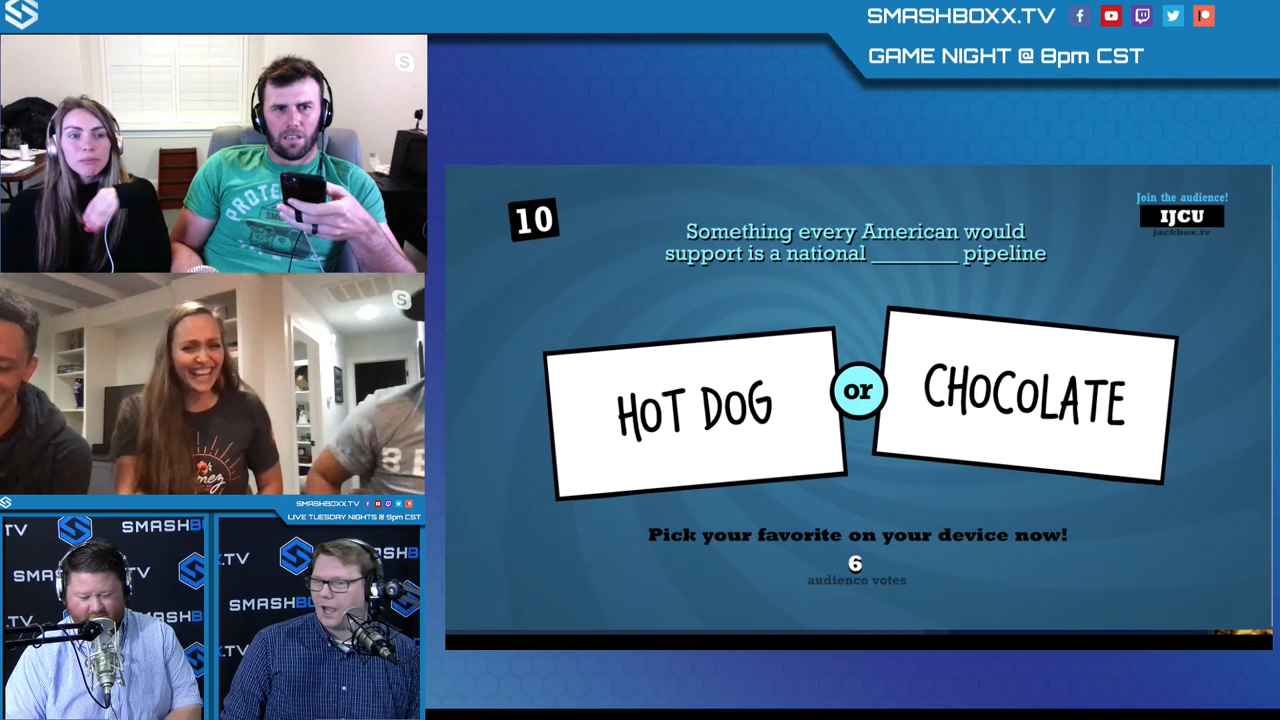 SMASHBOXX.TV
GAME NIGHT @ 8pm CST
PROTE
10
Something every American would
support is a national ________ pipeline
Join the audience!
IJCU
jackbox.tv
HOT DOG
or
CHOCOLATE
Pick your favorite on your device now!
6
audience votes
SMASHBOXX.TV
LIVE TUESDAY NIGHTS @ 9pm CST